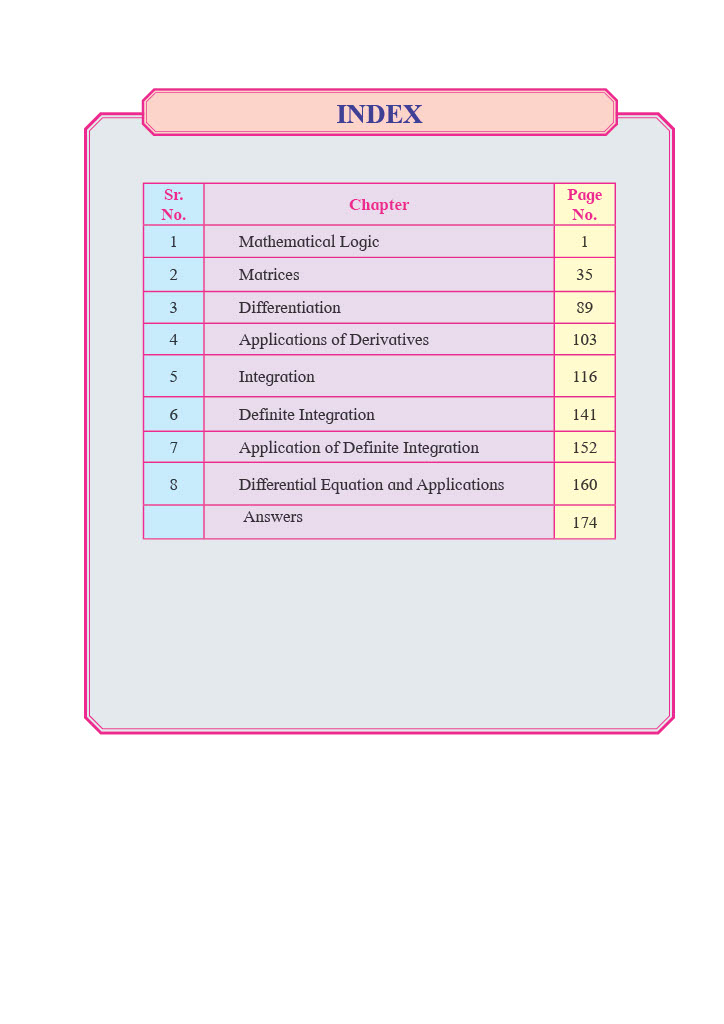 INDEX
Sr. No. Chapter Page No.
1 Mathematical Logic 1
2 Matrices 35
3 Differentiation 89
4 Applications of Derivatives 103
5 Integration 116
6 Definite Integration 141
7 Application of Definite Integration 152
8 Differential Equation and Applications 160
Answers 174